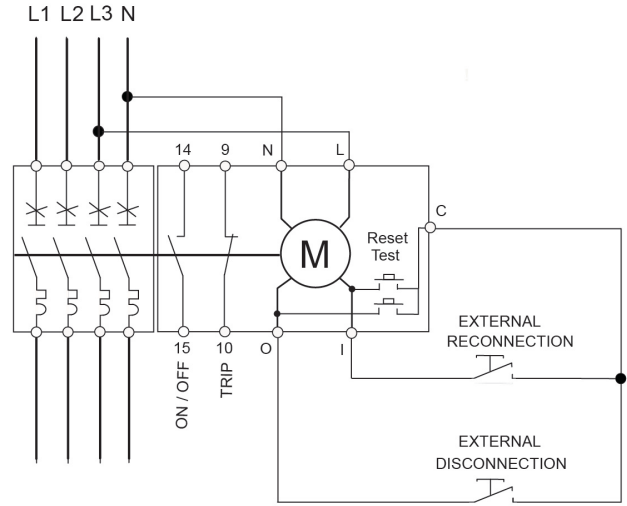 L1 L2 L3 N
14 9 N L
C
Reset
Test
M
15 10 O I
ON / OFF
TRIP
EXTERNAL
RECONNECTION
EXTERNAL
DISCONNECTION